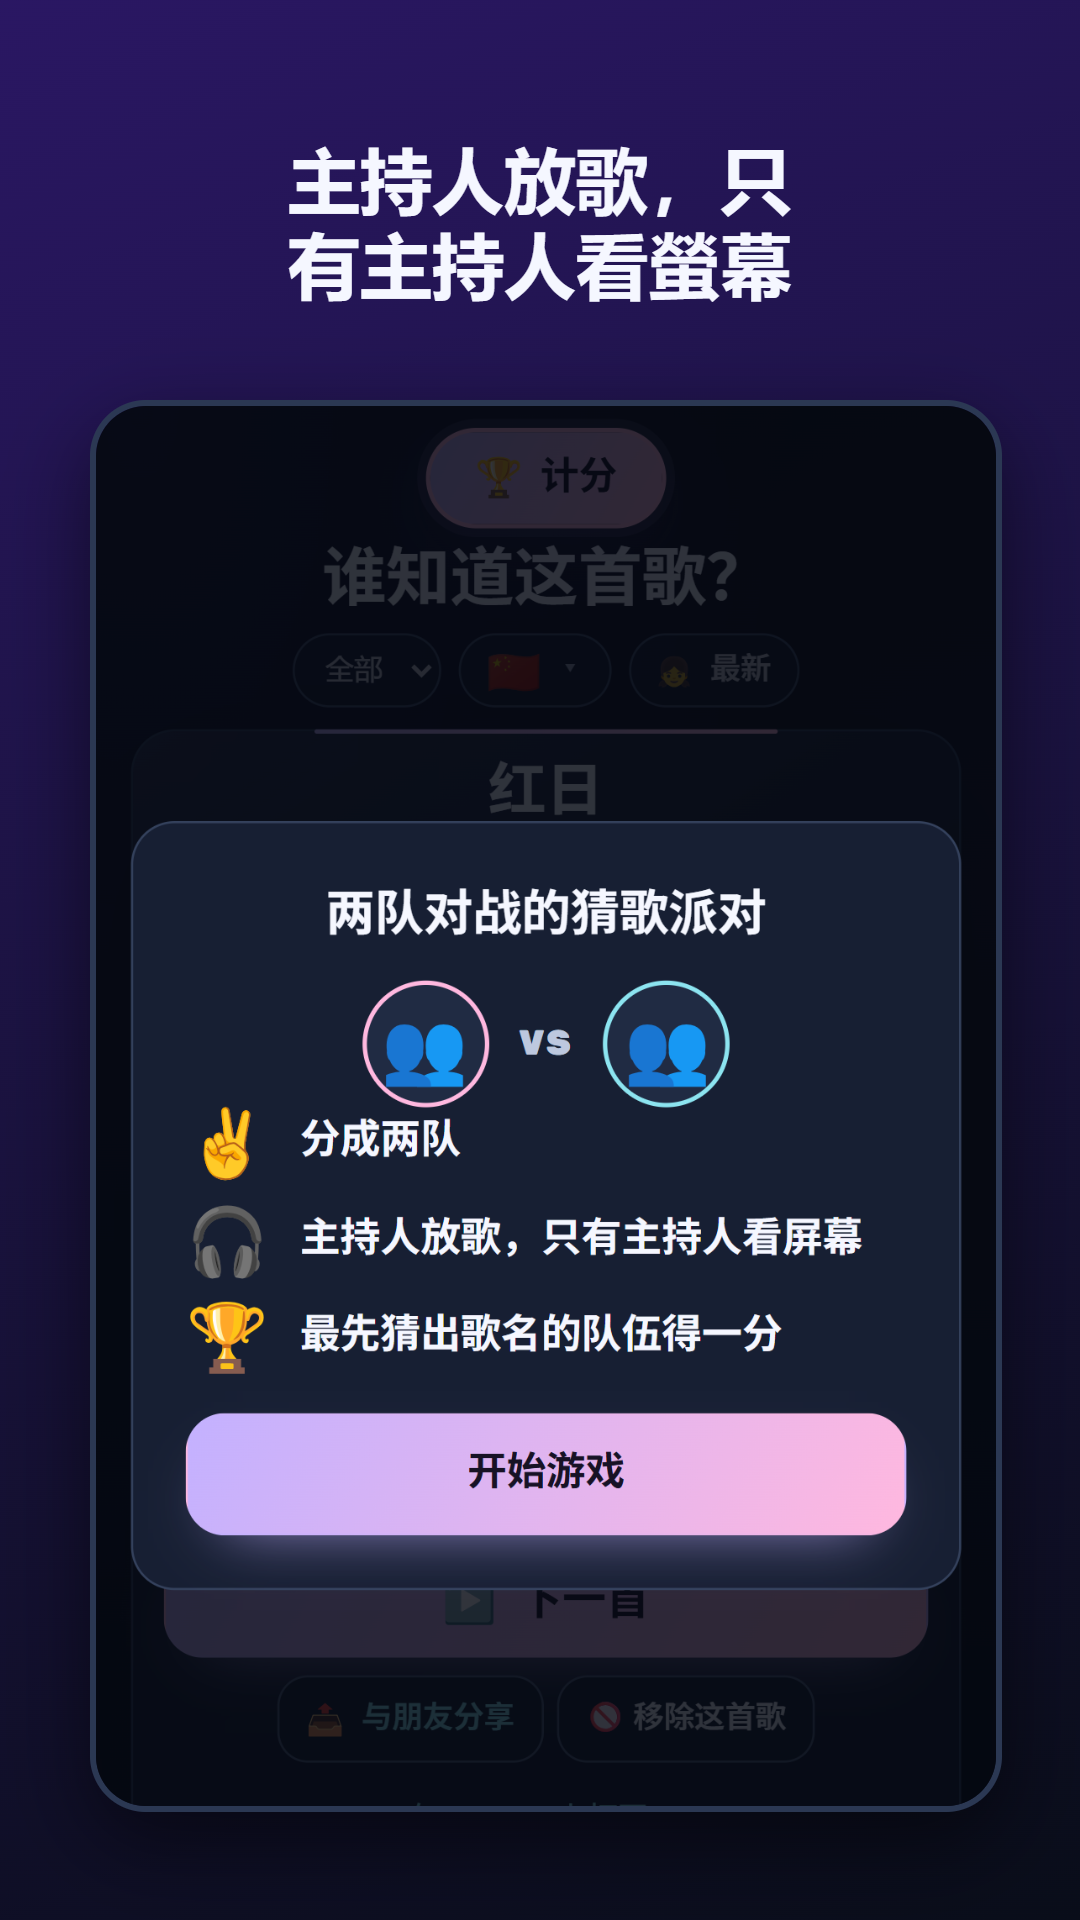 主持人放歌，只
有主持人看螢幕
🏆 计分
谁知道这首歌？
全部
最新
红日
两队对战的猜歌派对
VS
分成两队
主持人放歌，只有主持人看屏幕
最先猜出歌名的队伍得一分
开始游戏
下一首
与朋友分享
移除这首歌